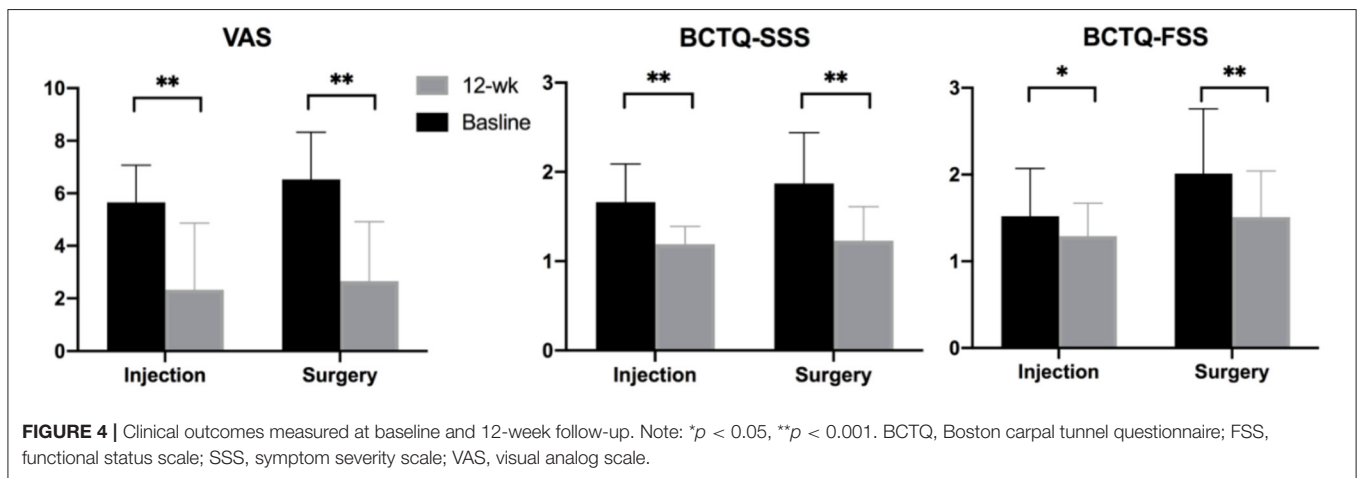 VAS
BCTQ-SSS
BCTQ-FSS
10
8
6
4
2
0
**
**
Injection
Surgery
12-wk
Basline
3
2
1
0
**
**
Injection
Surgery
3
2
1
0
*
**
Injection
Surgery
FIGURE 4 | Clinical outcomes measured at baseline and 12-week follow-up. Note: *p < 0.05, **p < 0.001. BCTQ, Boston carpal tunnel questionnaire; FSS,
functional status scale; SSS, symptom severity scale; VAS, visual analog scale.